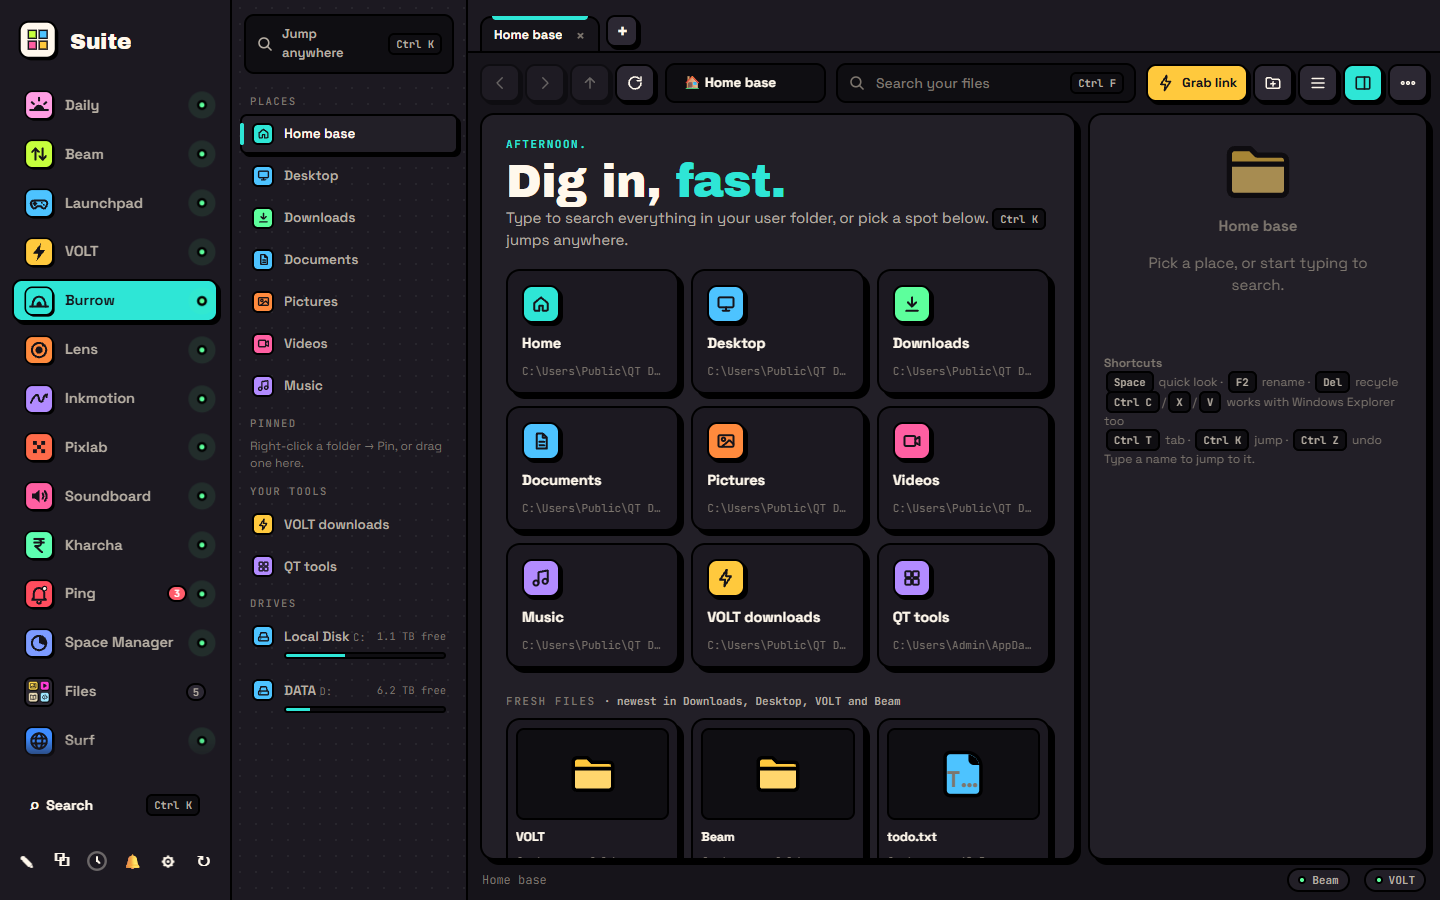 Suite
Daily
Beam
Launchpad
VOLT
Burrow
Lens
Inkmotion
Pixlab
Soundboard
Kharcha
Ping 3
Space Manager
Files 5
Surf
Search Ctrl K
Jump anywhere Ctrl K
PLACES
Home base
Desktop
Downloads
Documents
Pictures
Videos
Music
PINNED
Right-click a folder → Pin, or drag
one here.
YOUR TOOLS
VOLT downloads
QT tools
DRIVES
Local Disk C: 1.1 TB free
DATA D: 6.2 TB free
Home base ×
+
Home base
Search your files Ctrl F
Grab link
AFTERNOON.
Dig in, fast.
Type to search everything in your user folder, or pick a spot below. Ctrl K
jumps anywhere.
Home
C:\Users\Public\QT D…
Desktop
C:\Users\Public\QT D…
Downloads
C:\Users\Public\QT D…
Documents
C:\Users\Public\QT D…
Pictures
C:\Users\Public\QT D…
Videos
C:\Users\Public\QT D…
Music
C:\Users\Public\QT D…
VOLT downloads
C:\Users\Public\QT D…
QT tools
C:\Users\Admin\AppDa…
FRESH FILES · newest in Downloads, Desktop, VOLT and Beam
VOLT
Beam
T…
todo.txt
Home base
Pick a place, or start typing to
search.
Shortcuts
Space quick look · F2 rename · Del recycle
Ctrl C / X / V works with Windows Explorer
too
Ctrl T tab · Ctrl K jump · Ctrl Z undo
Type a name to jump to it.
Home base
Beam
VOLT